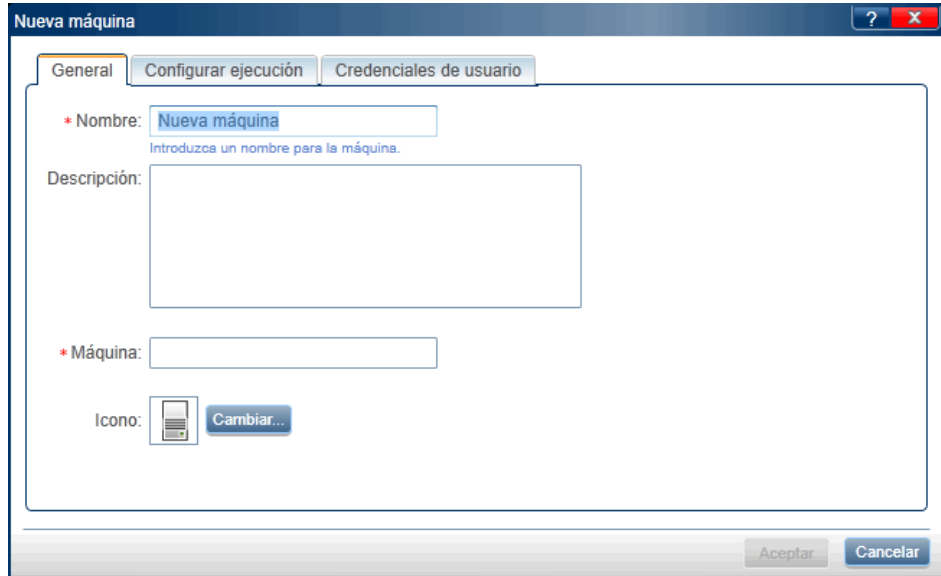 Nueva máquina
? X
General Configurar ejecución Credenciales de usuario
* Nombre: Nueva máquina
Introduzca un nombre para la máquina.
Descripción:
* Máquina:
Icono: Cambiar...
Aceptar Cancelar